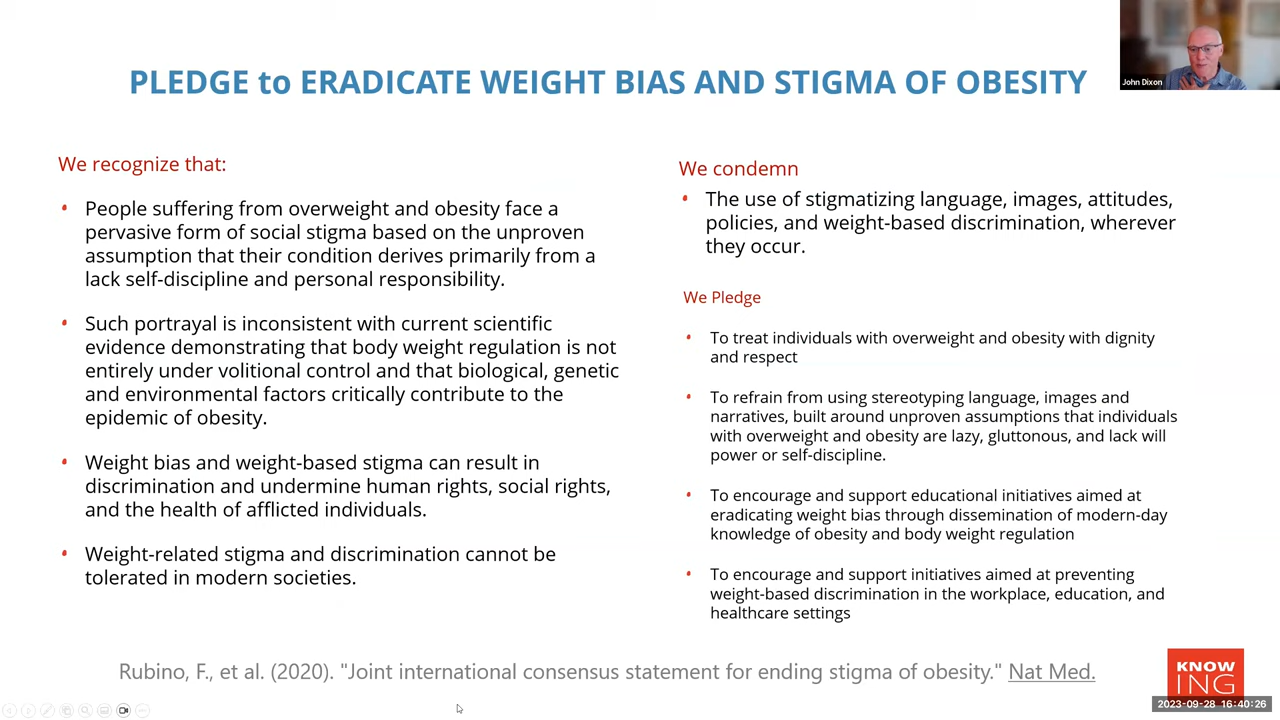 PLEDGE to ERADICATE WEIGHT BIAS AND STIGMA OF OBESITY
John Dixon
We recognize that:
People suffering from overweight and obesity face a
pervasive form of social stigma based on the unproven
assumption that their condition derives primarily from a
lack self-discipline and personal responsibility.
Such portrayal is inconsistent with current scientific
evidence demonstrating that body weight regulation is not
entirely under volitional control and that biological, genetic
and environmental factors critically contribute to the
epidemic of obesity.
Weight bias and weight-based stigma can result in
discrimination and undermine human rights, social rights,
and the health of afflicted individuals.
Weight-related stigma and discrimination cannot be
tolerated in modern societies.
We condemn
The use of stigmatizing language, images, attitudes,
policies, and weight-based discrimination, wherever
they occur.
We Pledge
To treat individuals with overweight and obesity with dignity
and respect
To refrain from using stereotyping language, images and
narratives, built around unproven assumptions that individuals
with overweight and obesity are lazy, gluttonous, and lack will
power or self-discipline.
To encourage and support educational initiatives aimed at
eradicating weight bias through dissemination of modern-day
knowledge of obesity and body weight regulation
To encourage and support initiatives aimed at preventing
weight-based discrimination in the workplace, education, and
healthcare settings
Rubino, F., et al. (2020). "Joint international consensus statement for ending stigma of obesity." Nat Med.
KNOW
ING
2023-09-28 16:40:26